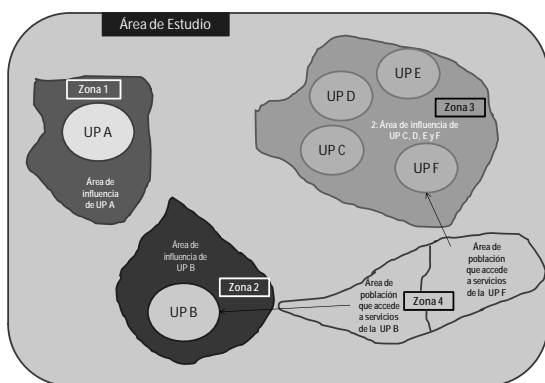 Área de Estudio
Zona 1
UP A
Área de
influencia
de UP A
UP E
UP D
Zona 3
2: Área de influencia de
UP C, D, E y F
UP C
UP F
Área de
influencia de
UP B
Zona 2
UP B
Área de
población
que accede
a servicios
de la UP B
Zona 4
Área de
población
que accede
a servicios
de la UP F